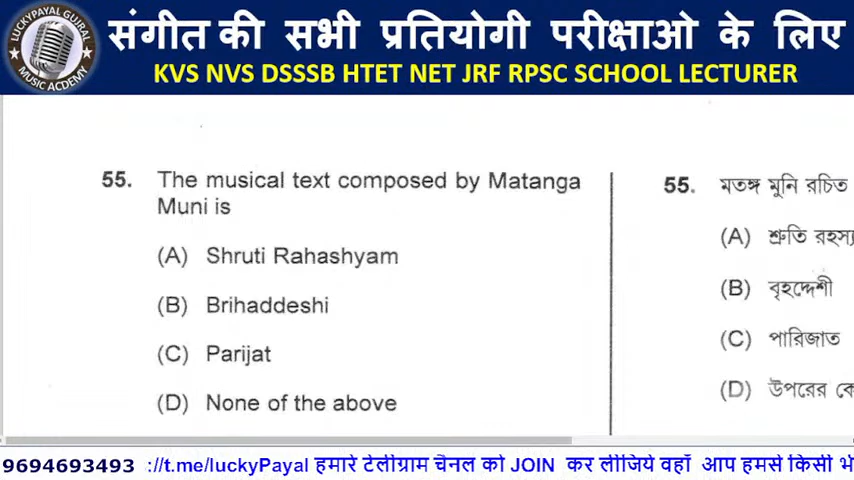 LUCKYPAYAL GUJRAL
MUSIC ACDEMY
संगीत की सभी प्रतियोगी परीक्षाओ के लिए
KVS NVS DSSSB HTET NET JRF RPSC SCHOOL LECTURER
55. The musical text composed by Matanga
Muni is
(A) Shruti Rahashyam
(B) Brihaddeshi
(C) Parijat
(D) None of the above
55. মতঙ্গ মুনি রচিত
(A) শ্রুতি রহস্য
(B) বৃহদ্দেশী
(C) পারিজাত
(D) উপরের কো
9694693493 ://t.me/luckyPayal हमारे टेलीग्राम चैनल को JOIN कर लीजिये वहाँ आप हमसे किसी भ